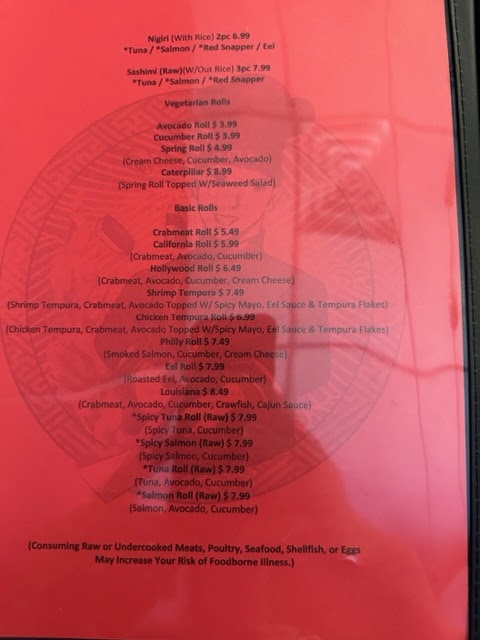 Nigiri (With Rice) 2pc 6.99
*Tuna / *Salmon / *Red Snapper / Eel
Sashimi (Raw)(W/Out Rice) 3pc 7.99
*Tuna / *Salmon / *Red Snapper
Vegetarian Rolls
Avocado Roll $ 3.99
Cucumber Roll $ 3.99
Spring Roll $ 4.99
(Cream Cheese, Cucumber, Avocado)
Caterpillar $ 8.99
(Spring Roll Topped W/Seaweed Salad)
Basic Rolls
Crabmeat Roll $ 5.49
California Roll $ 5.99
(Crabmeat, Avocado, Cucumber)
Hollywood Roll $ 6.49
(Crabmeat, Avocado, Cucumber, Cream Cheese)
Shrimp Tempura $ 7.49
(Shrimp Tempura, Crabmeat, Avocado Topped W/ Spicy Mayo, Eel Sauce & Tempura Flakes)
Chicken Tempura Roll $ 6.99
(Chicken Tempura, Crabmeat, Avocado Topped W/Spicy Mayo, Eel Sauce & Tempura Flakes)
Philly Roll $ 7.49
(Smoked Salmon, Cucumber, Cream Cheese)
Eel Roll $ 7.99
(Roasted Eel, Avocado, Cucumber)
Louisiana $ 8.49
(Crabmeat, Avocado, Cucumber, Crawfish, Cajun Sauce)
*Spicy Tuna Roll (Raw) $ 7.99
(Spicy Tuna, Cucumber)
*Spicy Salmon (Raw) $ 7.99
(Spicy Salmon, Cucumber)
*Tuna Roll (Raw) $ 7.99
(Tuna, Avocado, Cucumber)
*Salmon Roll (Raw) $ 7.99
(Salmon, Avocado, Cucumber)
(Consuming Raw or Undercooked Meats, Poultry, Seafood, Shellfish, or Eggs
May Increase Your Risk of Foodborne Illness.)